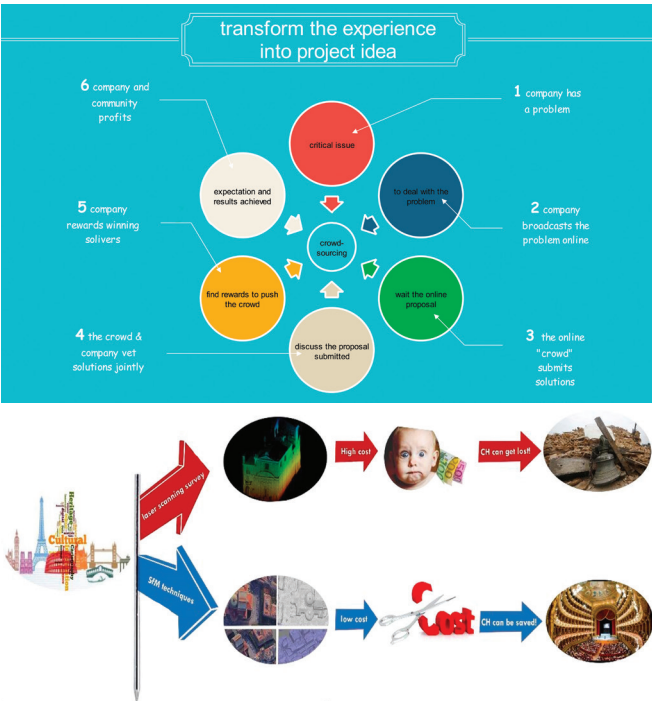 transform the experience
into project idea
6 company and
community
profits
1 company has
a problem
critical issue
expectation and
results achieved
to deal with the
problem
5 company
rewards winning
solivers
crowd-
sourcing
2 company
broadcasts the
problem online
find rewards to push
the crowd
wait the online
proposal
4 the crowd &
company vet
solutions jointly
discuss the proposal
submitted
3 the online
"crowd"
submits
solutions
laser scanning survey
High cost
CH can get lost!
Heritage
Cultural
SfM techniques
low cost
Cost
CH can be saved!